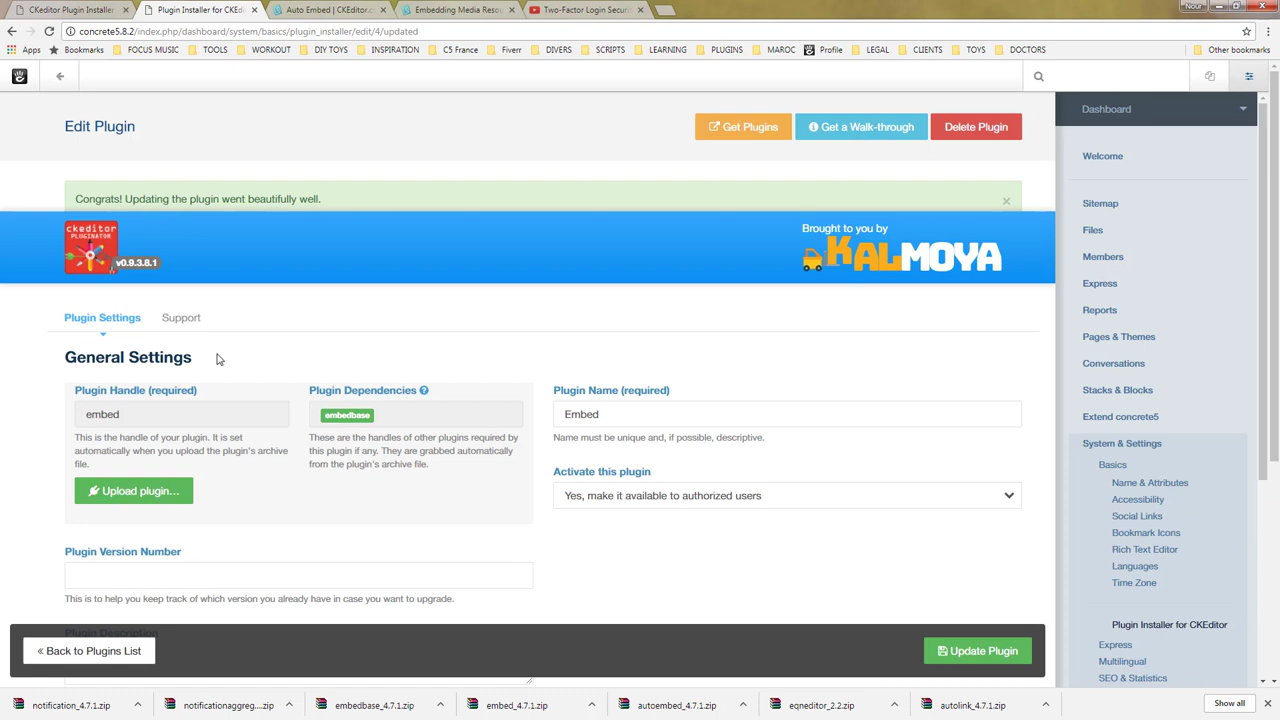 CKeditor Plugin Installer
Plugin Installer for CKEdi
Auto Embed | CKEditor.co
Embedding Media Resou
Two-Factor Login Securi
Nour
concrete5.8.2/index.php/dashboard/system/basics/plugin_installer/edit/4/updated
Apps Bookmarks FOCUS MUSIC TOOLS WORKOUT DIY TOYS INSPIRATION C5 France Fiverr DIVERS SCRIPTS LEARNING PLUGINS MAROC Profile LEGAL CLIENTS TOYS DOCTORS Other bookmarks
Edit Plugin
Get Plugins
Get a Walk-through
Delete Plugin
Congrats! Updating the plugin went beautifully well. ×
ckeditor
PLUGINATOR
v0.9.3.8.1
Brought to you by
KALMOYA
Plugin Settings
Support
General Settings
Plugin Handle (required)
embed
This is the handle of your plugin. It is set
automatically when you upload the plugin's archive
file.
Upload plugin...
Plugin Dependencies ?
embedbase
These are the handles of other plugins required by
this plugin if any. They are grabbed automatically
from the plugin's archive file.
Plugin Name (required)
Embed
Name must be unique and, if possible, descriptive.
Activate this plugin
Yes, make it available to authorized users
Plugin Version Number
This is to help you keep track of which version you already have in case you want to upgrade.
Plugin Description
« Back to Plugins List
Update Plugin
Dashboard
Welcome
Sitemap
Files
Members
Express
Reports
Pages & Themes
Conversations
Stacks & Blocks
Extend concrete5
System & Settings
Basics
Name & Attributes
Accessibility
Social Links
Bookmark Icons
Rich Text Editor
Languages
Time Zone
Plugin Installer for CKEditor
Express
Multilingual
SEO & Statistics
notification_4.7.1.zip
notificationaggreg....zip
embedbase_4.7.1.zip
embed_4.7.1.zip
autoembed_4.7.1.zip
eqneditor_2.2.zip
autolink_4.7.1.zip
Show all